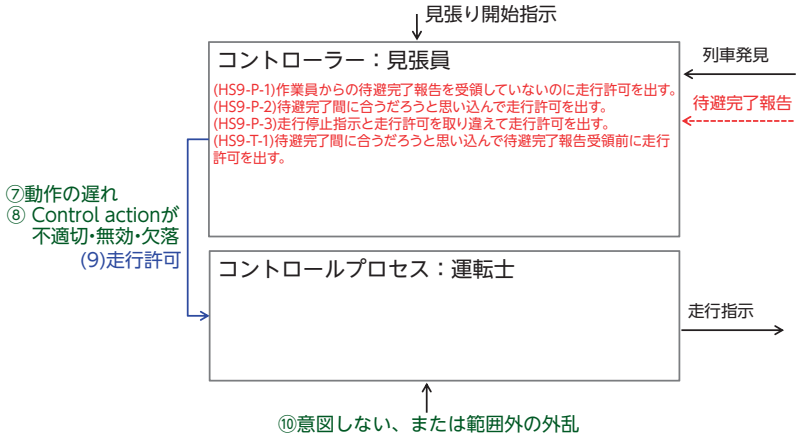 見張り開始指示
コントローラー：見張員
(HS9-P-1)作業員からの待避完了報告を受領していないのに走行許可を出す。
(HS9-P-2)待避完了間に合うだろうと思い込んで走行許可を出す。
(HS9-P-3)走行停止指示と走行許可を取り違えて走行許可を出す。
(HS9-T-1)待避完了間に合うだろうと思い込んで待避完了報告受領前に走行
許可を出す。
列車発見
待避完了報告
⑦動作の遅れ
⑧ Control actionが
不適切・無効・欠落
(9)走行許可
コントロールプロセス：運転士
走行指示
⑩意図しない、または範囲外の外乱